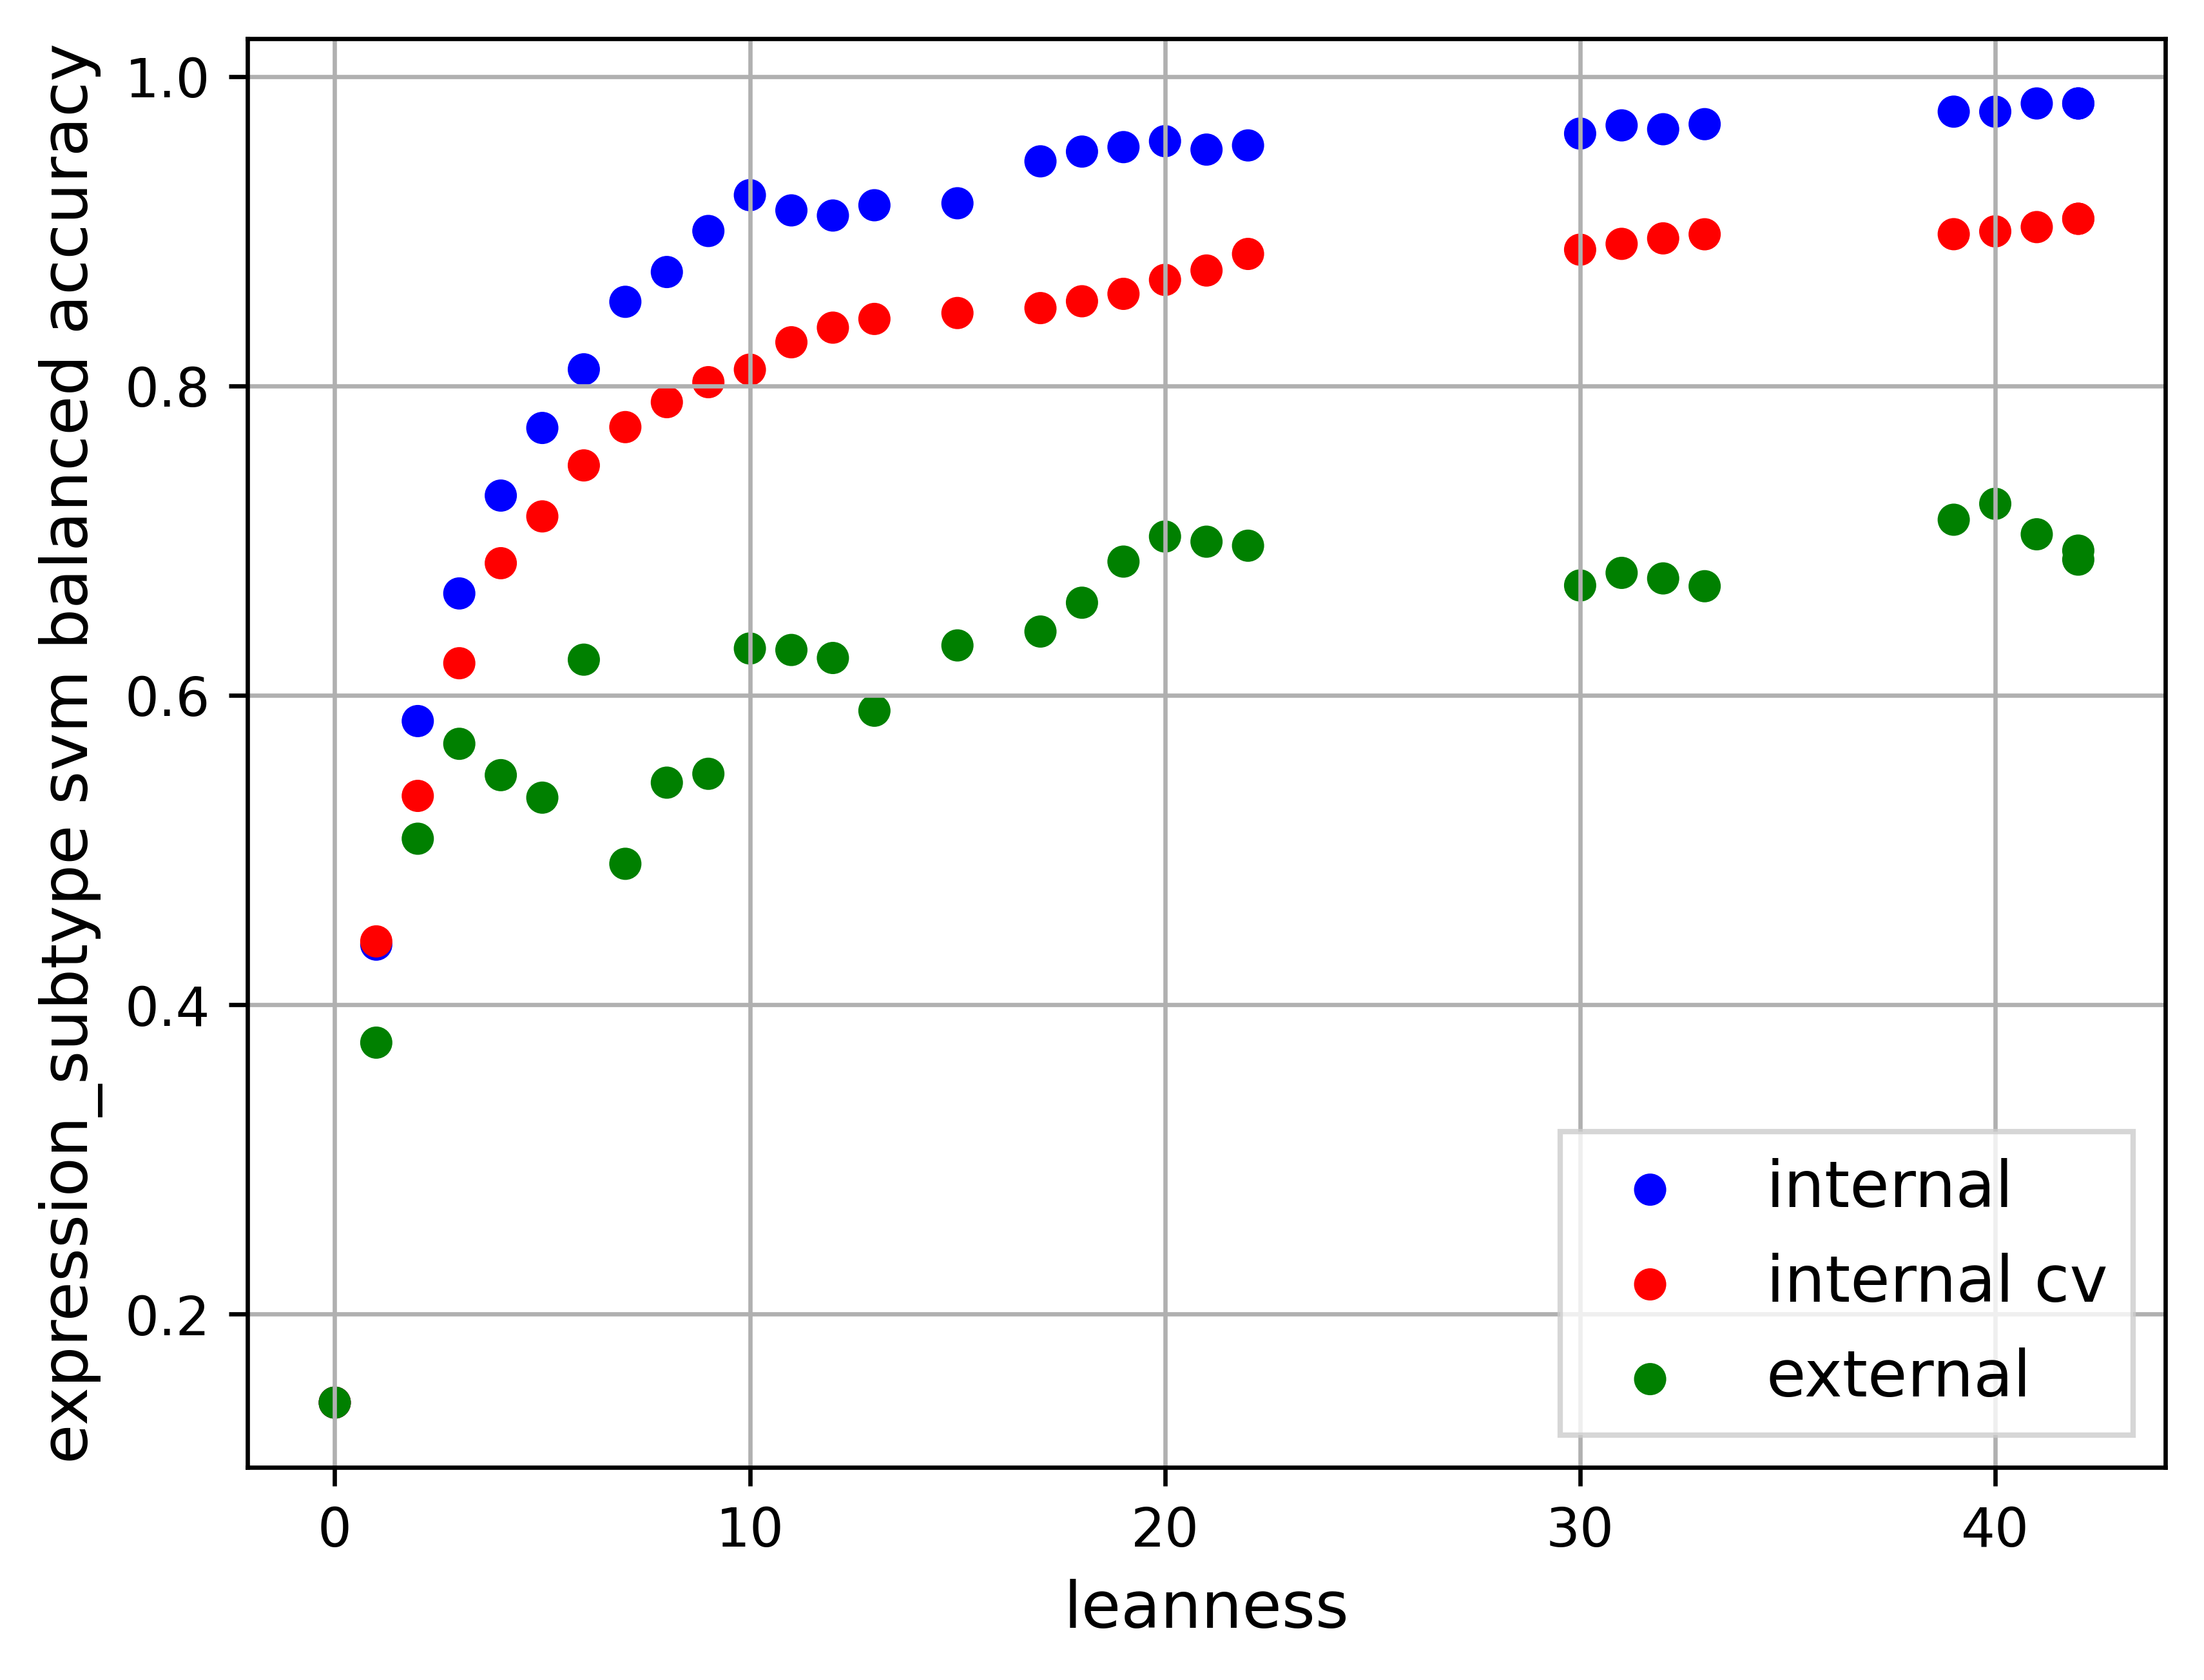 expression_subtype svm balanced accuracy
1.0
0.8
0.6
0.4
0.2
0
10
20
30
40
leanness
internal
internal cv
external